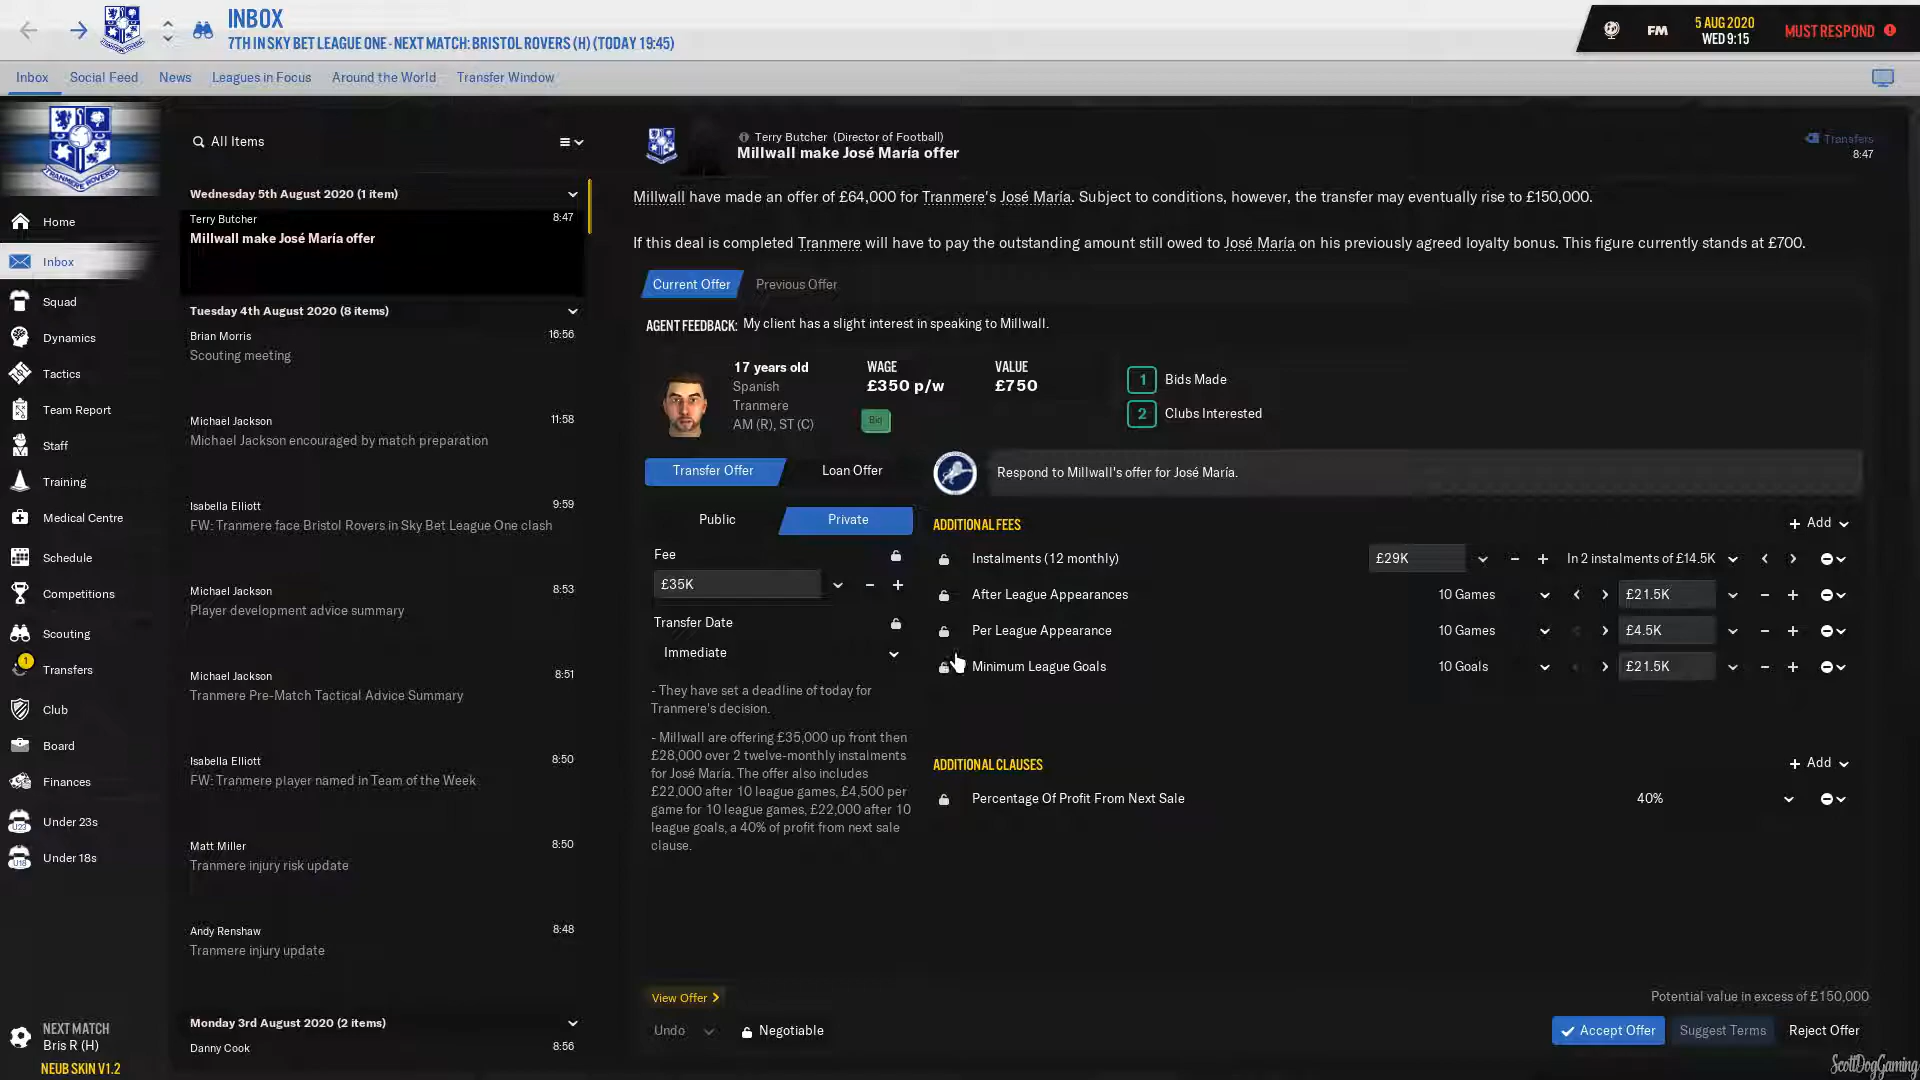 INBOX
7TH IN SKY BET LEAGUE ONE - NEXT MATCH: BRISTOL ROVERS (H) (TODAY 19:45)
FM
5 AUG 2020
WED 9:15
MUST RESPOND
Inbox
Social Feed
News
Leagues in Focus
Around the World
Transfer Window
TRANMERE ROVERS
Home
Inbox
Squad
Dynamics
Tactics
Team Report
Staff
Training
Medical Centre
Schedule
Competitions
Scouting
1
Transfers
Club
Board
Finances
U23
Under 23s
U18
Under 18s
NEXT MATCH
Bris R (H)
NEUB SKIN V1.2
All Items
Wednesday 5th August 2020 (1 item)
Terry Butcher 8:47
Millwall make José María offer
Tuesday 4th August 2020 (8 items)
Brian Morris 16:56
Scouting meeting
Michael Jackson 11:58
Michael Jackson encouraged by match preparation
Isabella Elliott 9:59
FW: Tranmere face Bristol Rovers in Sky Bet League One clash
Michael Jackson 8:53
Player development advice summary
Michael Jackson 8:51
Tranmere Pre-Match Tactical Advice Summary
Isabella Elliott 8:50
FW: Tranmere player named in Team of the Week
Matt Miller 8:50
Tranmere injury risk update
Andy Renshaw 8:48
Tranmere injury update
Monday 3rd August 2020 (2 items)
Danny Cook 8:56
Terry Butcher (Director of Football)
Millwall make José María offer
Transfers
8:47
Millwall have made an offer of £64,000 for Tranmere's José María. Subject to conditions, however, the transfer may eventually rise to £150,000.
If this deal is completed Tranmere will have to pay the outstanding amount still owed to José María on his previously agreed loyalty bonus. This figure currently stands at £700.
Current Offer
Previous Offer
AGENT FEEDBACK: My client has a slight interest in speaking to Millwall.
17 years old
Spanish
Tranmere
AM (R), ST (C)
WAGE
£350 p/w
Bid
VALUE
£750
1 Bids Made
2 Clubs Interested
Transfer Offer
Loan Offer
Respond to Millwall's offer for José María.
Public
Private
Fee
£35K
Transfer Date
Immediate
- They have set a deadline of today for
Tranmere's decision.
- Millwall are offering £35,000 up front then
£28,000 over 2 twelve-monthly instalments
for José María. The offer also includes
£22,000 after 10 league games, £4,500 per
game for 10 league games, £22,000 after 10
league goals, a 40% of profit from next sale
clause.
ADDITIONAL FEES
Add
Instalments (12 monthly) £29K In 2 instalments of £14.5K
After League Appearances 10 Games £21.5K
Per League Appearance 10 Games £4.5K
Minimum League Goals 10 Goals £21.5K
ADDITIONAL CLAUSES
Add
Percentage Of Profit From Next Sale 40%
View Offer
Potential value in excess of £150,000
Undo
Negotiable
Accept Offer
Suggest Terms
Reject Offer
ScottDogGaming